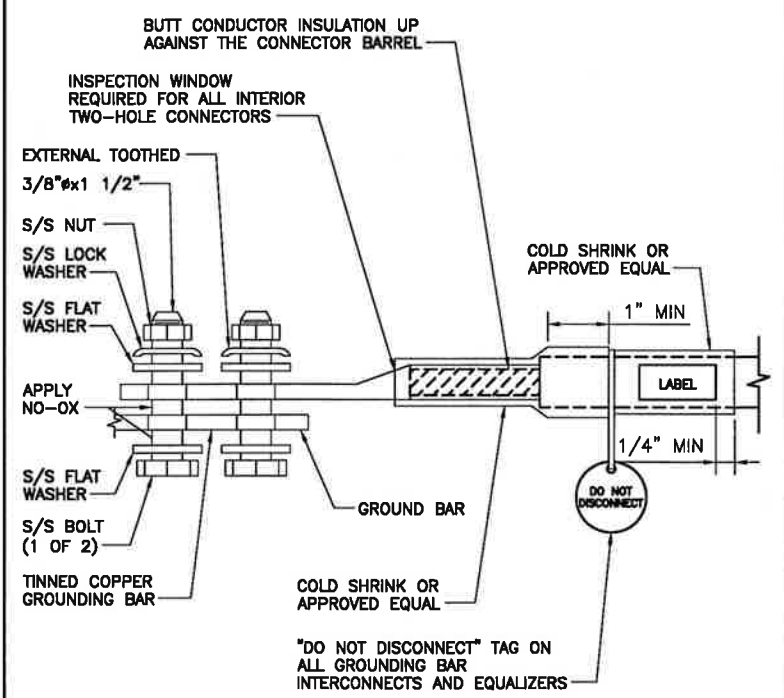 BUTT CONDUCTOR INSULATION UP
AGAINST THE CONNECTOR BARREL
INSPECTION WINDOW
REQUIRED FOR ALL INTERIOR
TWO-HOLE CONNECTORS
EXTERNAL TOOTHED
3/8"øx1 1/2"
S/S NUT
S/S LOCK
WASHER
S/S FLAT
WASHER
APPLY
NO-OX
S/S FLAT
WASHER
S/S BOLT
(1 OF 2)
TINNED COPPER
GROUNDING BAR
COLD SHRINK OR
APPROVED EQUAL
1" MIN
LABEL
1/4" MIN
DO NOT
DISCONNECT
GROUND BAR
COLD SHRINK OR
APPROVED EQUAL
"DO NOT DISCONNECT" TAG ON
ALL GROUNDING BAR
INTERCONNECTS AND EQUALIZERS